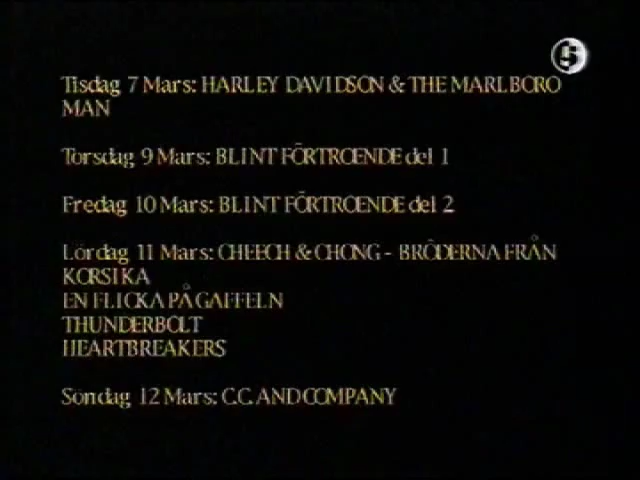 5
Tisdag 7 Mars: HARLEY DAVIDSON & THE MARLBORO
MAN
Torsdag 9 Mars: BLINT FÖRTROENDE del 1
Fredag 10 Mars: BLINT FÖRTROENDE del 2
Lördag 11 Mars: CHEECH & CHONG - BRÖDERNA FRÅN
KORSIKA
EN FLICKA PÅ GAFFELN
THUNDERBOLT
HEARTBREAKERS
Söndag 12 Mars: C.C. AND COMPANY